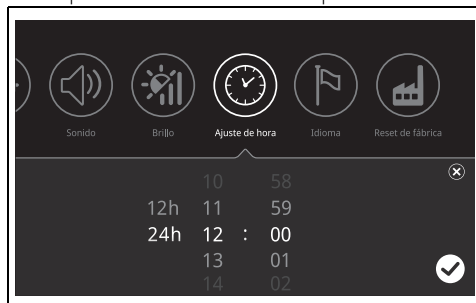 Sonido Brillo Ajuste de hora Idioma Reset de fábrica
10 58
12h 11 59
24h 12 : 00
13 01
14 02